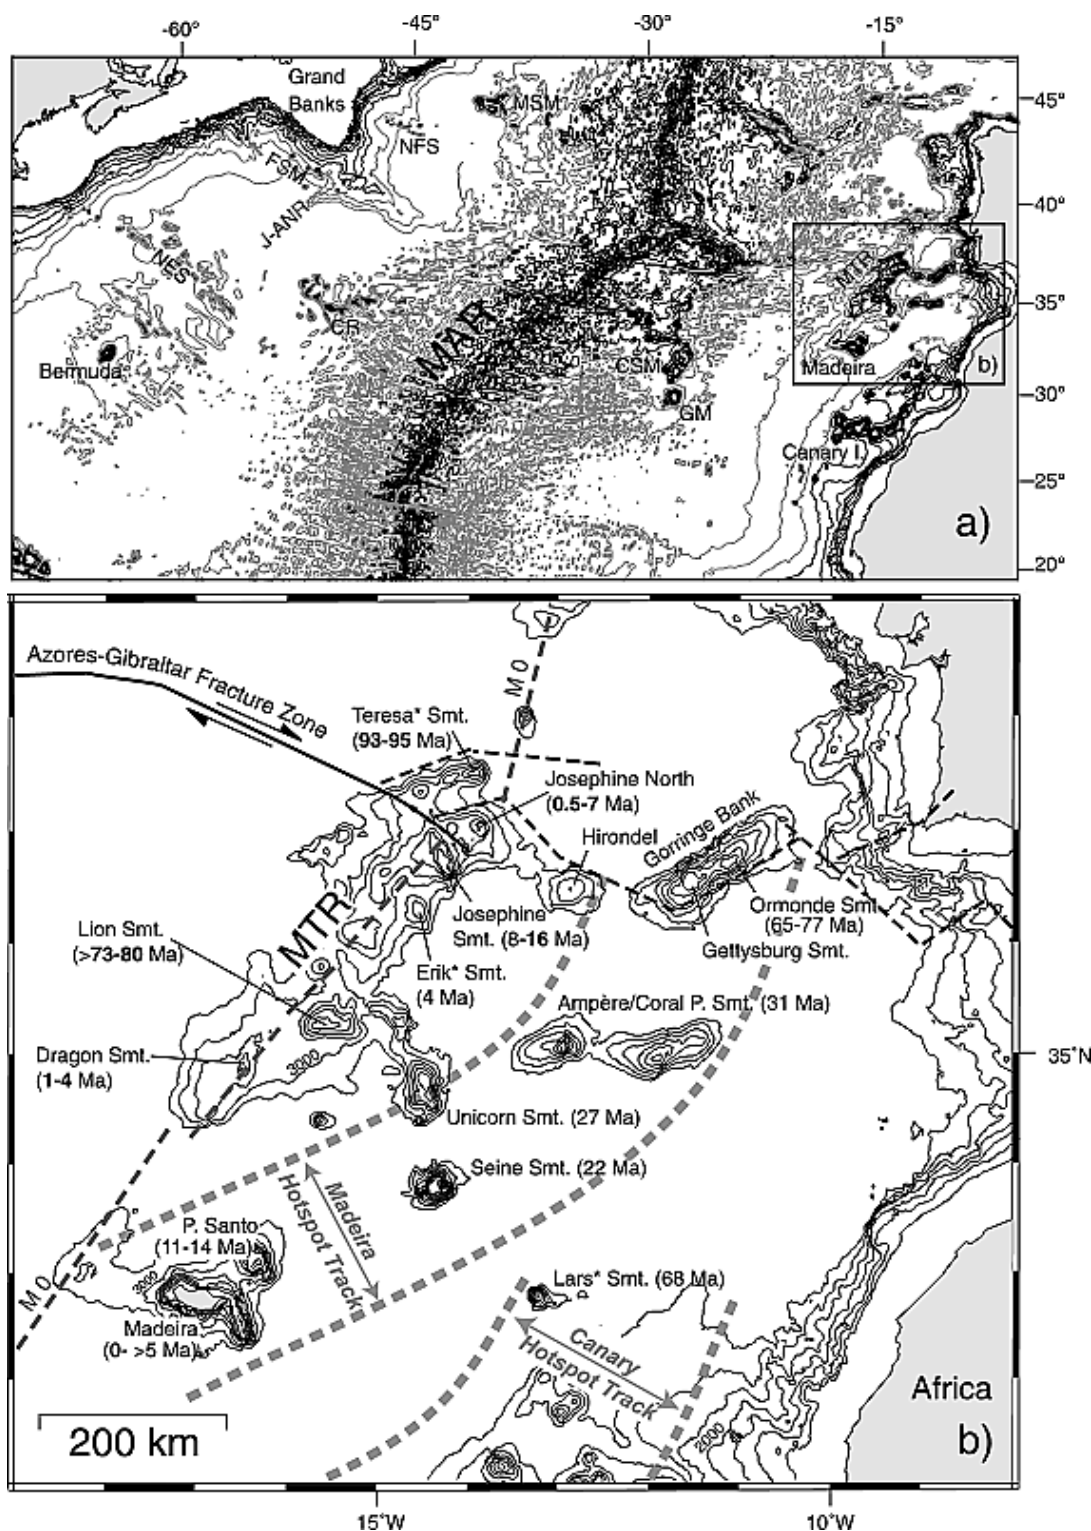 -60°
-45°
-30°
-15°
Grand
Banks
MSM
45°
NFS
FSM
40°
J-ANR
NES
MTR
35°
CR
MAR
Bermuda
CSM
Madeira
b)
30°
GM
Canary I.
25°
a)
20°
Azores-Gibraltar Fracture Zone
M 0
Teresa* Smt.
(93-95 Ma)
Josephine North
(0.5-7 Ma)
Hirondel
Gorringe Bank
Ormonde Smt.
(65-77 Ma)
Gettysburg Smt.
Josephine
Smt. (8-16 Ma)
Lion Smt.
(>73-80 Ma)
MTR
Erik* Smt.
(4 Ma)
Ampère/Coral P. Smt. (31 Ma)
Dragon Smt.
(1-4 Ma)
3000
35°N
Unicorn Smt. (27 Ma)
Seine Smt. (22 Ma)
Madeira
Hotspot Track
P. Santo
(11-14 Ma)
3000
M 0
Madeira
(0- >5 Ma)
Lars* Smt. (68 Ma)
Canary
Hotspot Track
Africa
2000
200 km
b)
15°W
10°W